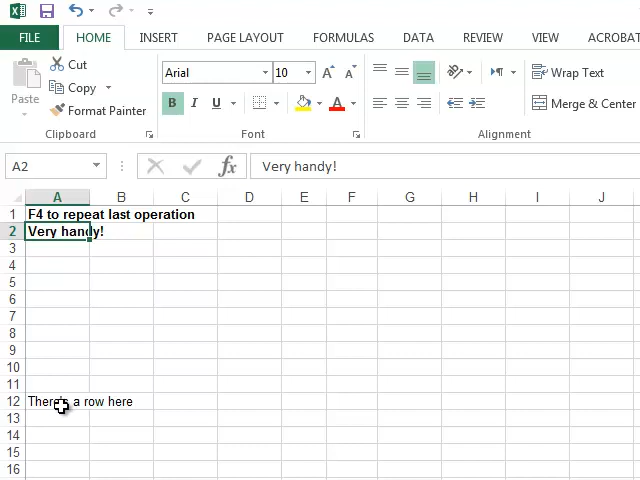 FILE HOME INSERT PAGE LAYOUT FORMULAS DATA REVIEW VIEW ACROBAT
Cut
Copy
Format Painter
Paste
Arial 10
B I U
Wrap Text
Merge & Center
Clipboard Font Alignment
A2 fx Very handy!
A B C D E F G H I J
1 F4 to repeat last operation
2 Very handy!
3
4
5
6
7
8
9
10
11
12 There's a row here
13
14
15
16